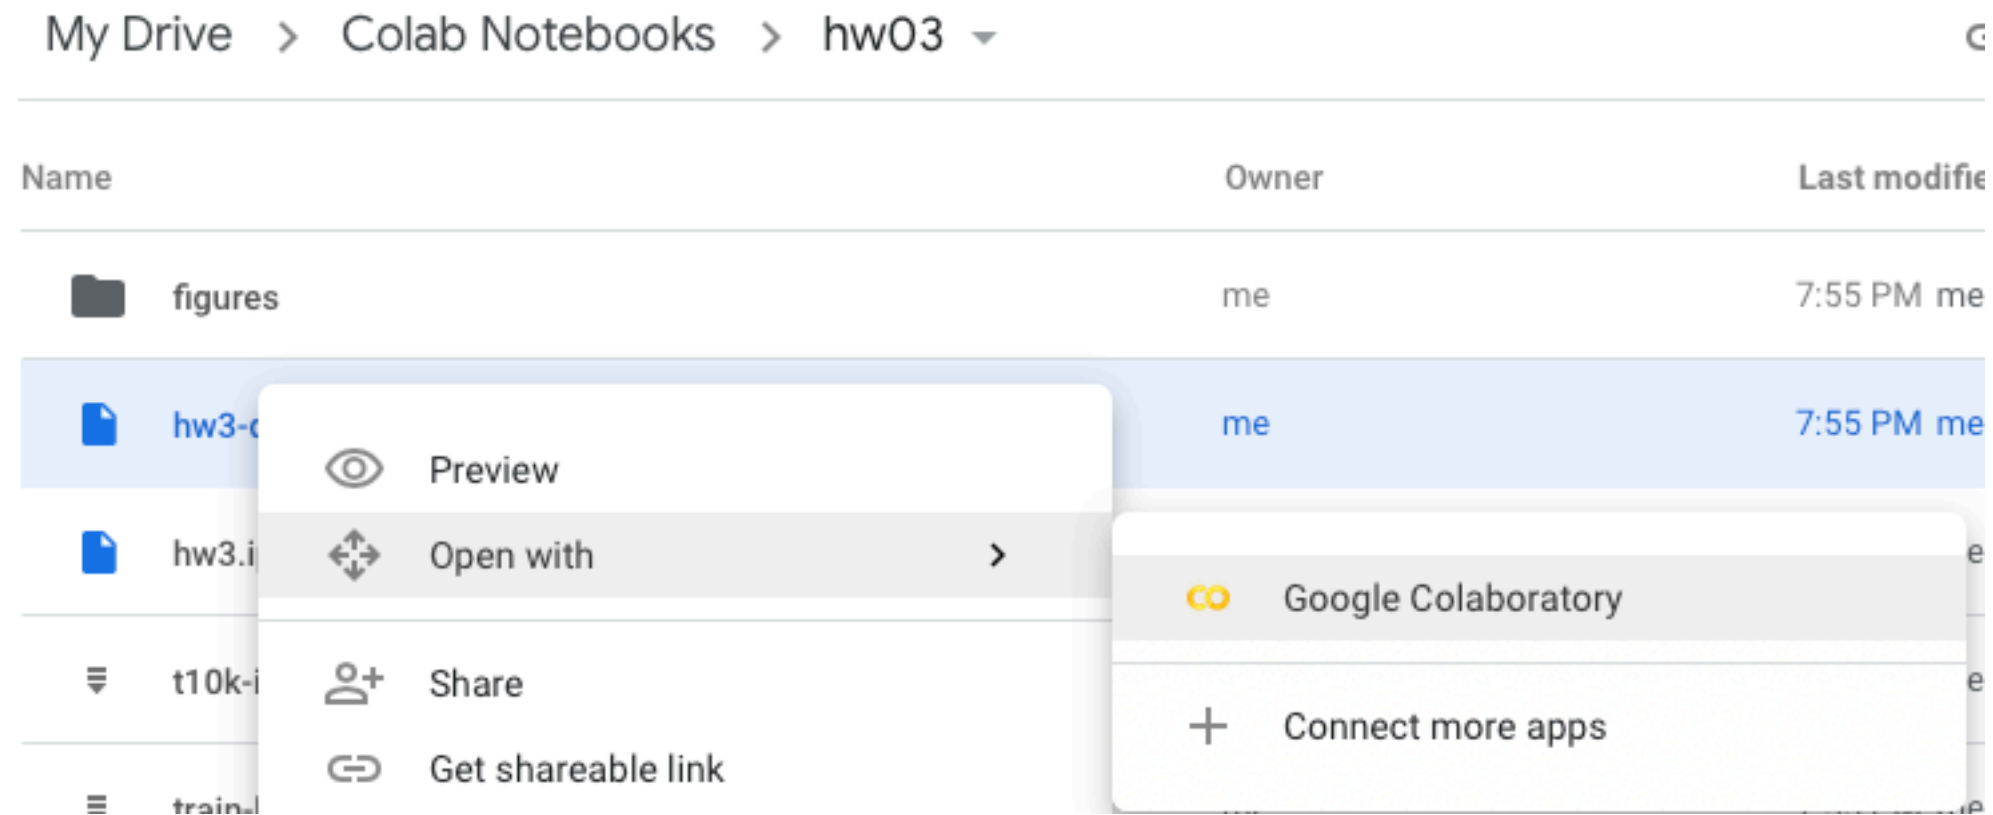 My Drive > Colab Notebooks > hw03
Name Owner Last modifie
figures me 7:55 PM me
hw3- me 7:55 PM me
Preview
hw3.i
Open with
Google Colaboratory
t10k-i
Share
Connect more apps
Get shareable link
train-